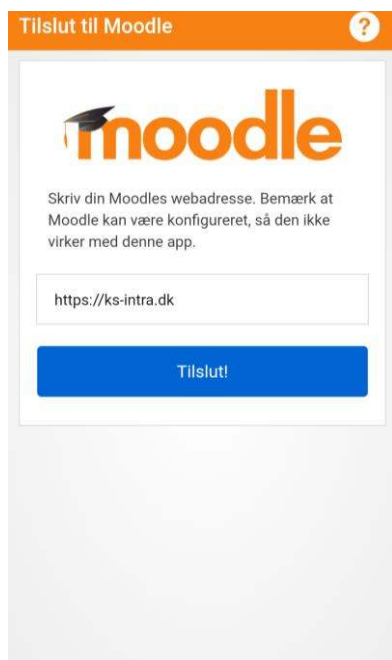 Tilslut til Moodle
?
moodle
Skriv din Moodles webadresse. Bemærk at
Moodle kan være konfigureret, så den ikke
virker med denne app.
https://ks-intra.dk
Tilslut!